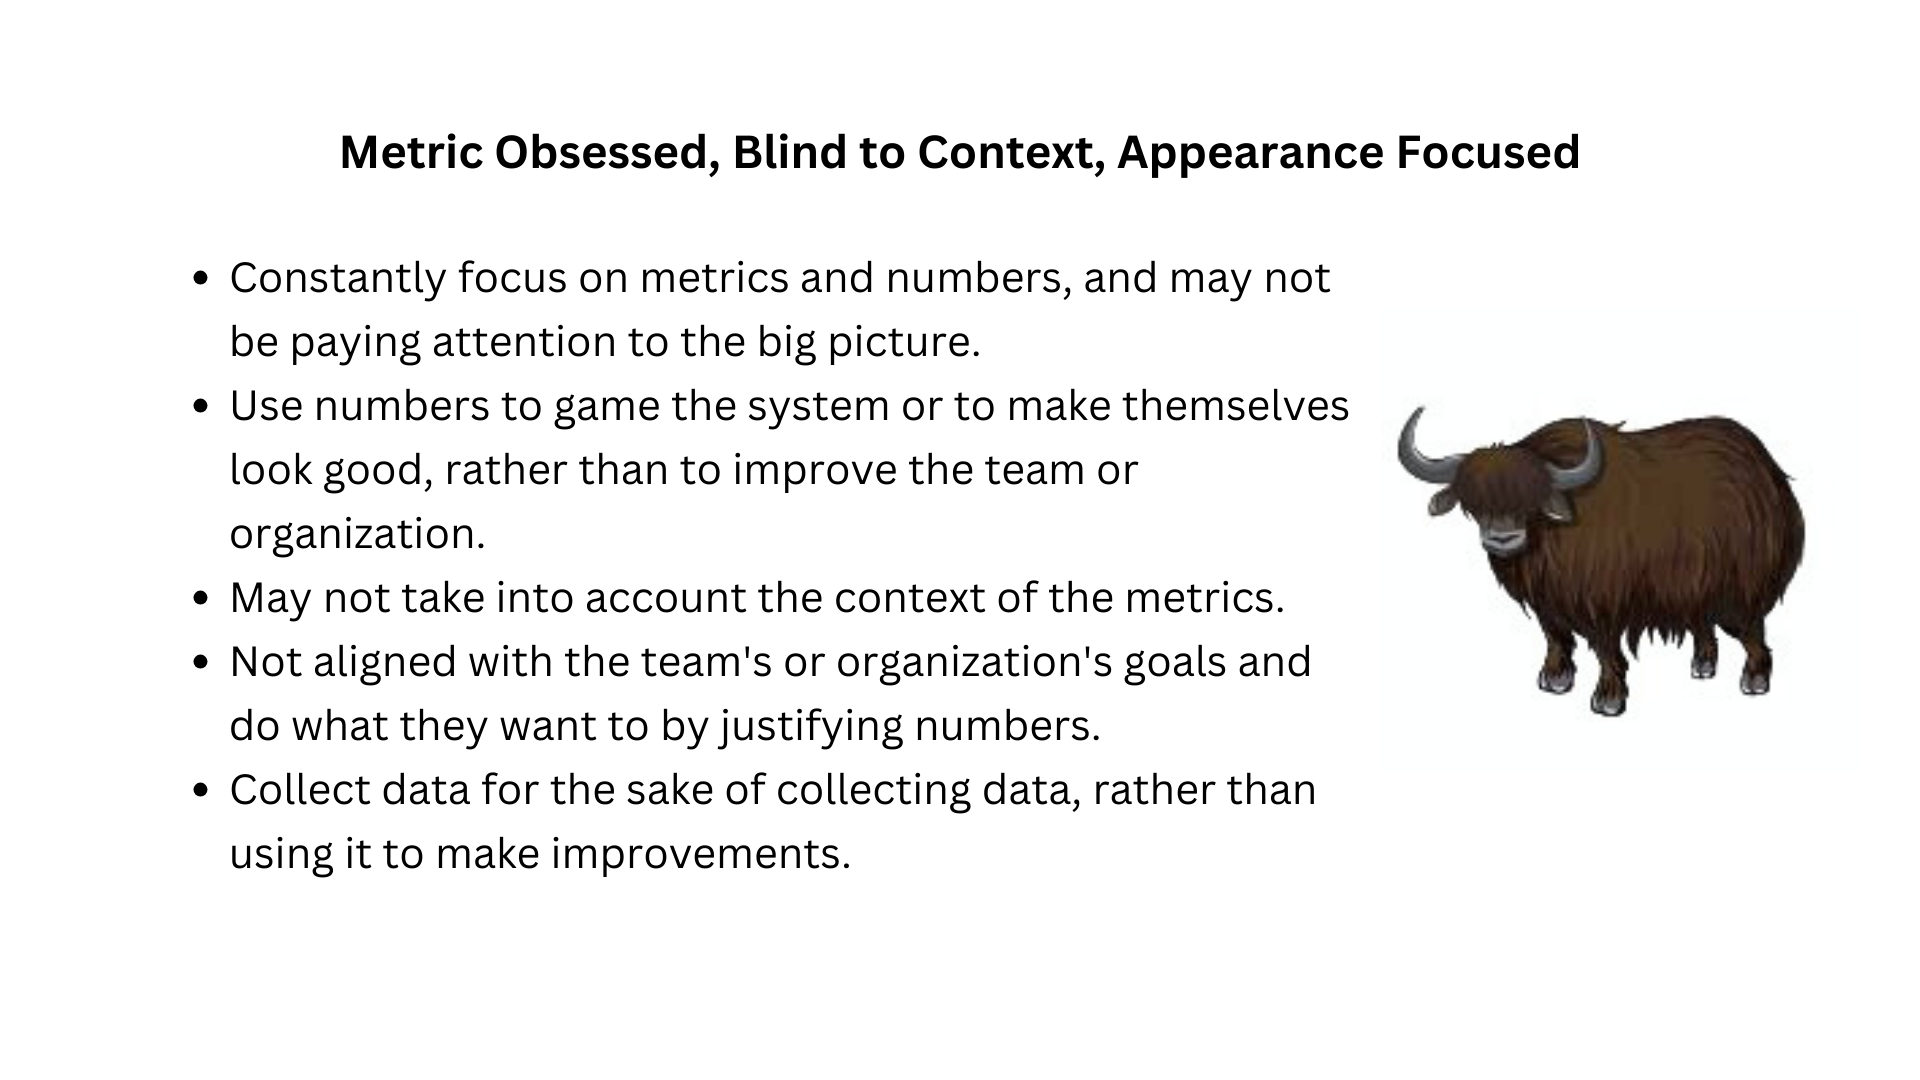 Metric Obsessed, Blind to Context, Appearance Focused
• Constantly focus on metrics and numbers, and may not
be paying attention to the big picture.
• Use numbers to game the system or to make themselves
look good, rather than to improve the team or
organization.
• May not take into account the context of the metrics.
• Not aligned with the team's or organization's goals and
do what they want to by justifying numbers.
• Collect data for the sake of collecting data, rather than
using it to make improvements.